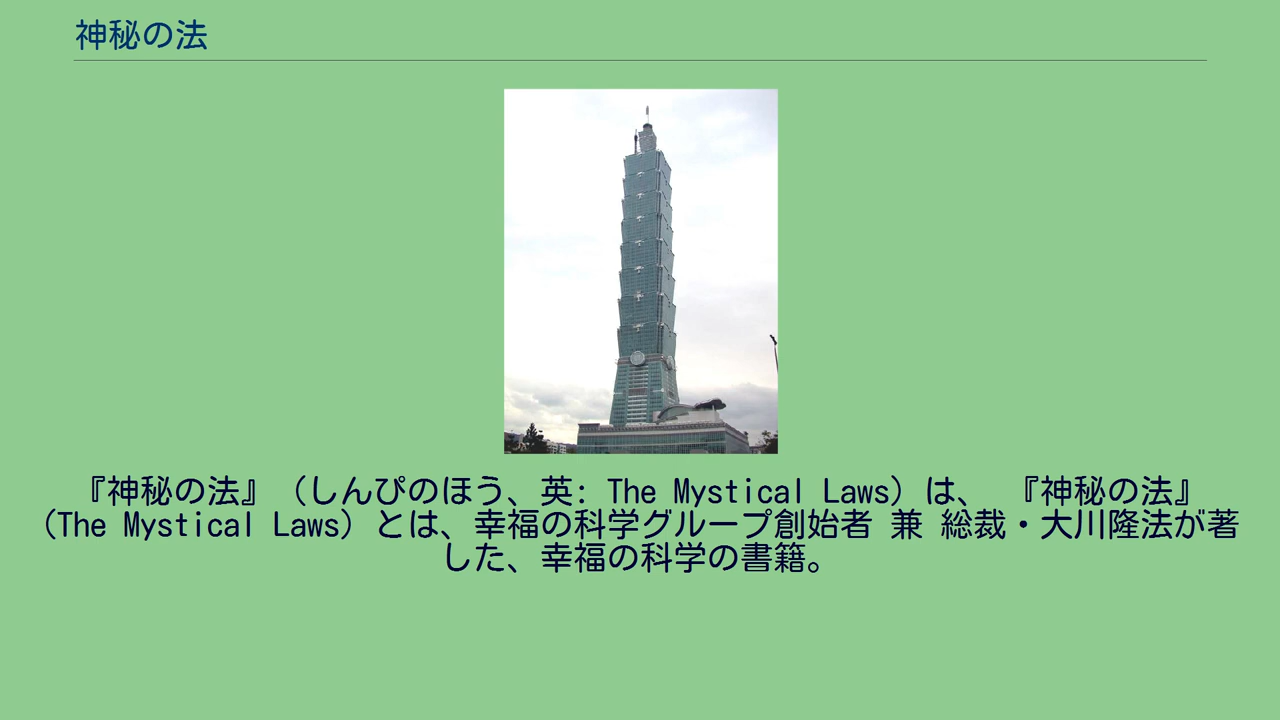 神秘の法
『神秘の法』（しんぴのほう、英: The Mystical Laws）は、 『神秘の法』
（The Mystical Laws）とは、幸福の科学グループ創始者 兼 総裁・大川隆法が著
した、幸福の科学の書籍。